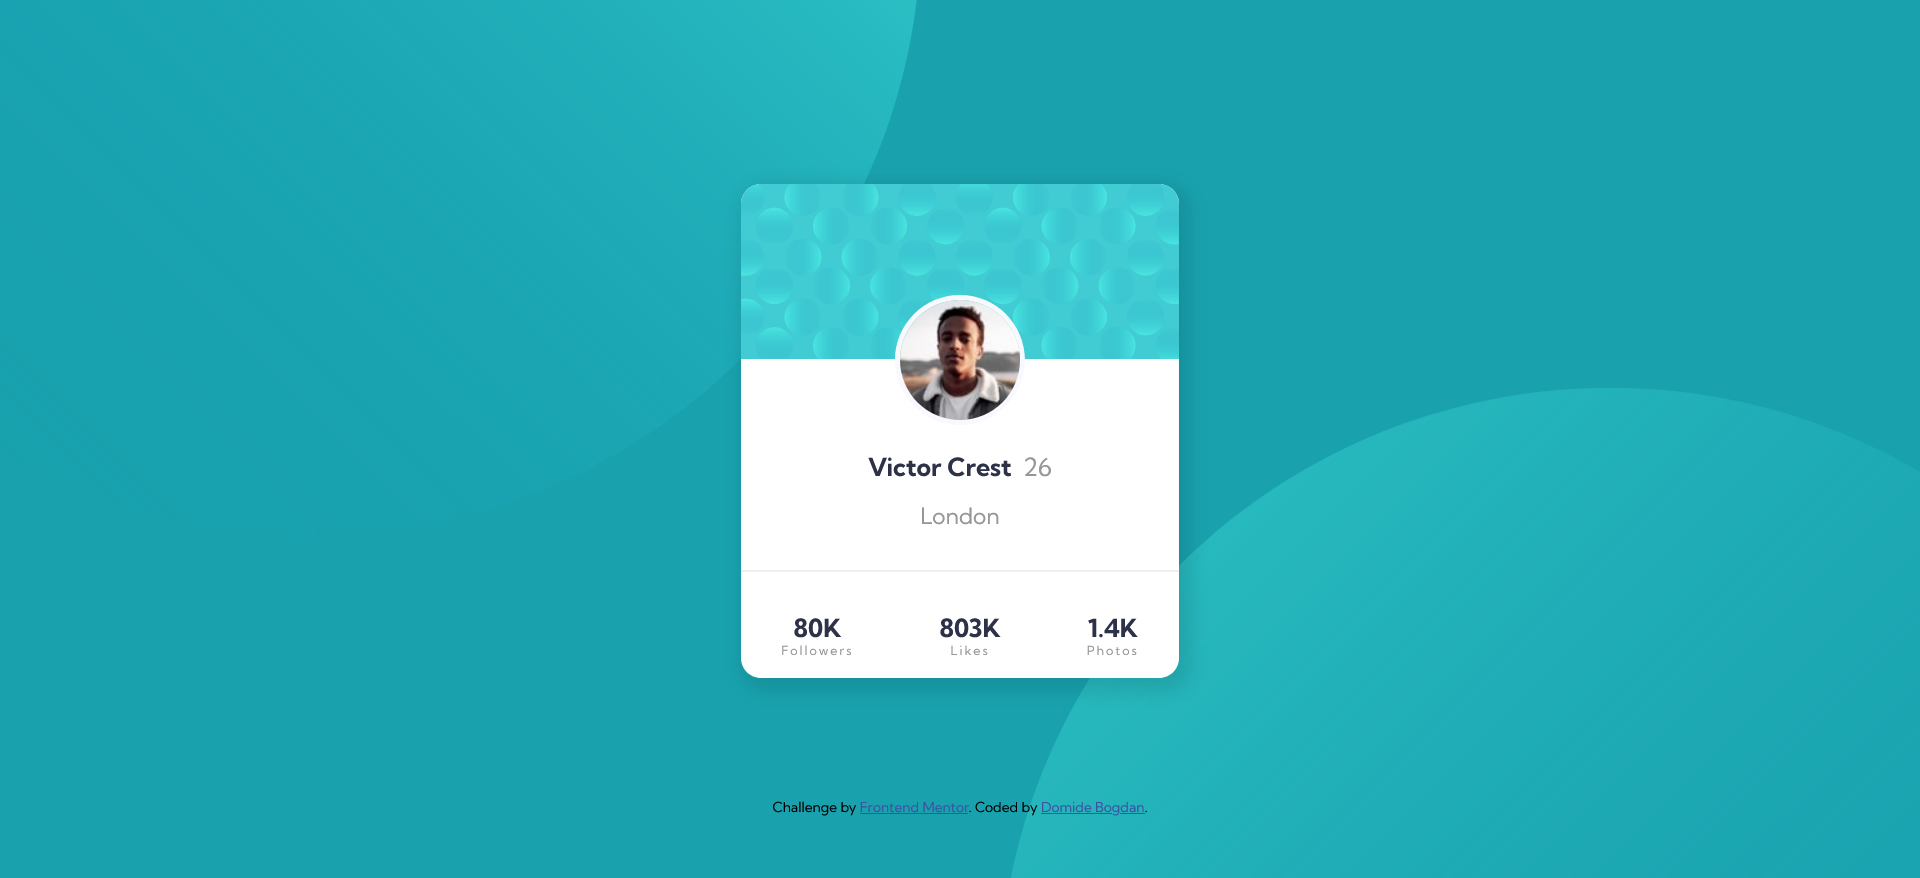 Victor Crest 26
London
80K 803K 1.4K
Followers Likes Photos
Challenge by Frontend Mentor. Coded by Domide Bogdan.